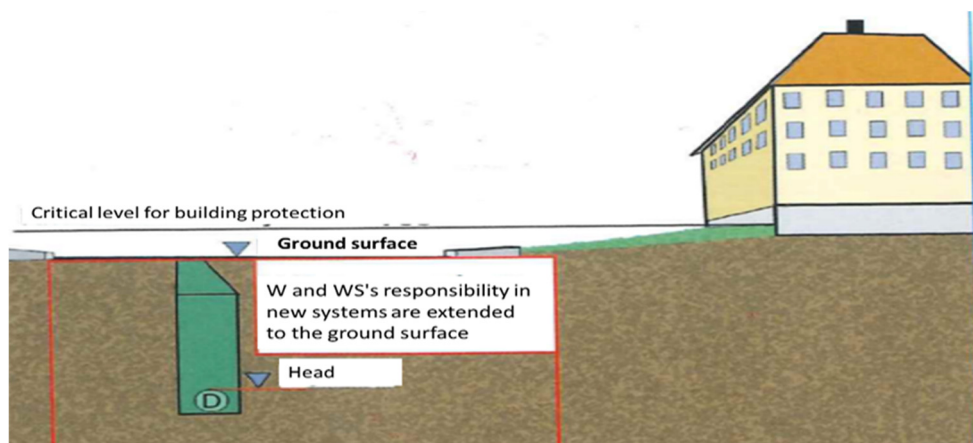 Critical level for building protection
Ground surface
W and WS's responsibility in
new systems are extended
to the ground surface
Head
D